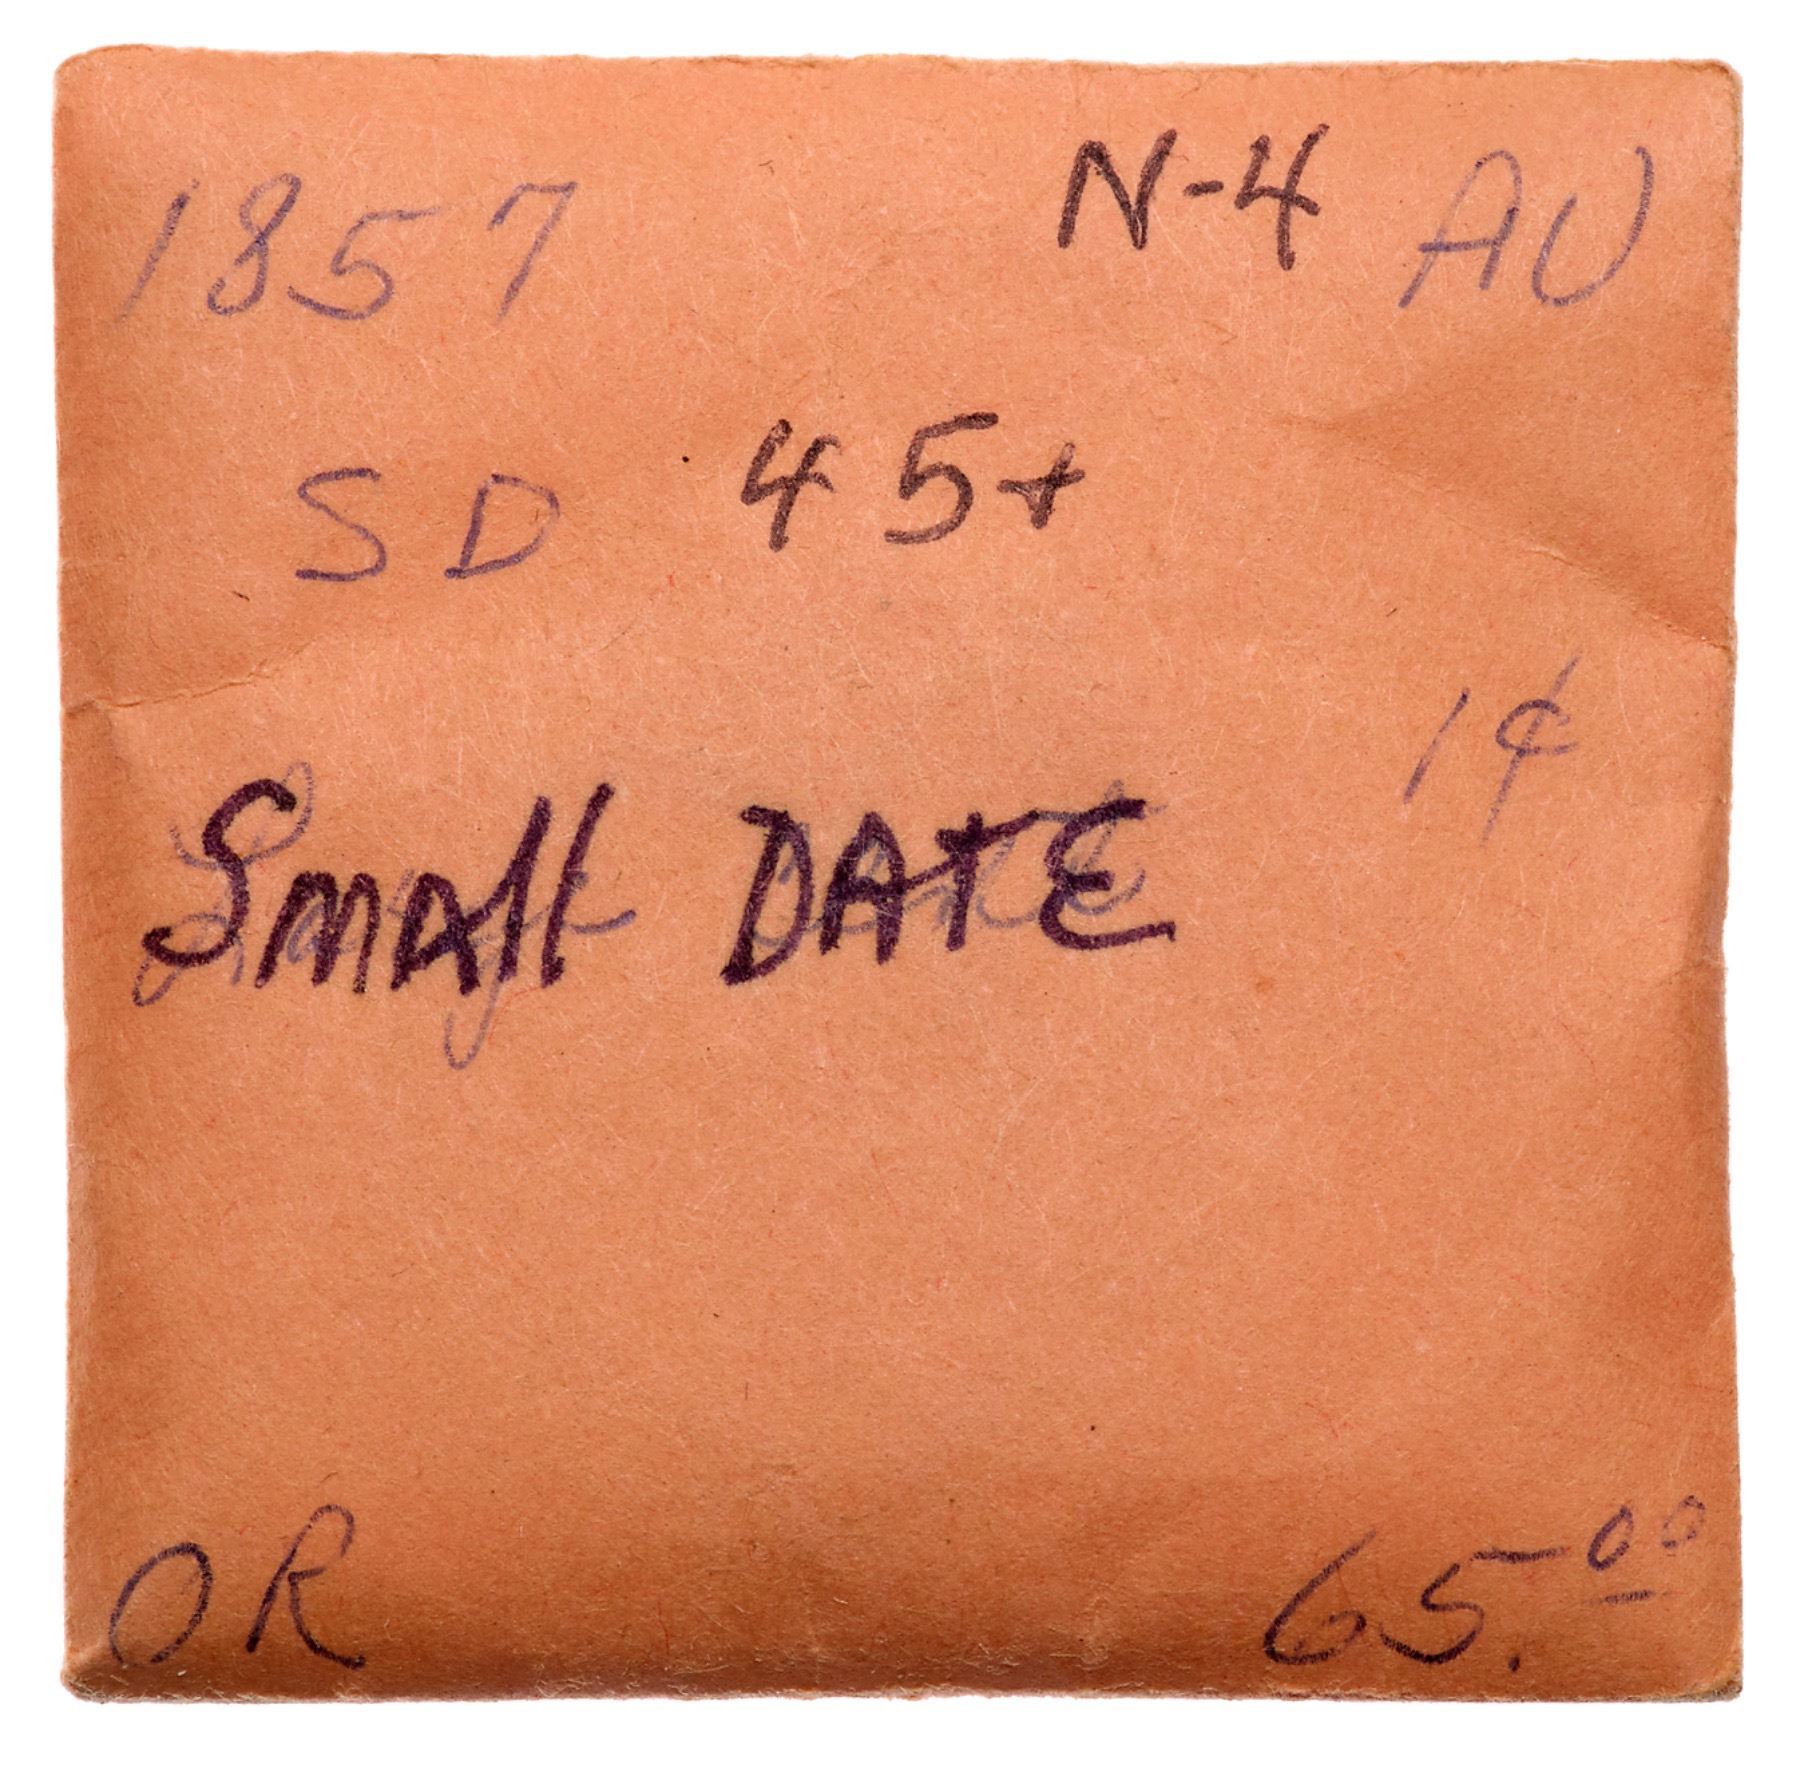 1857 N-4 AU
SD 45+
1¢
Small DATE
OR 65.00